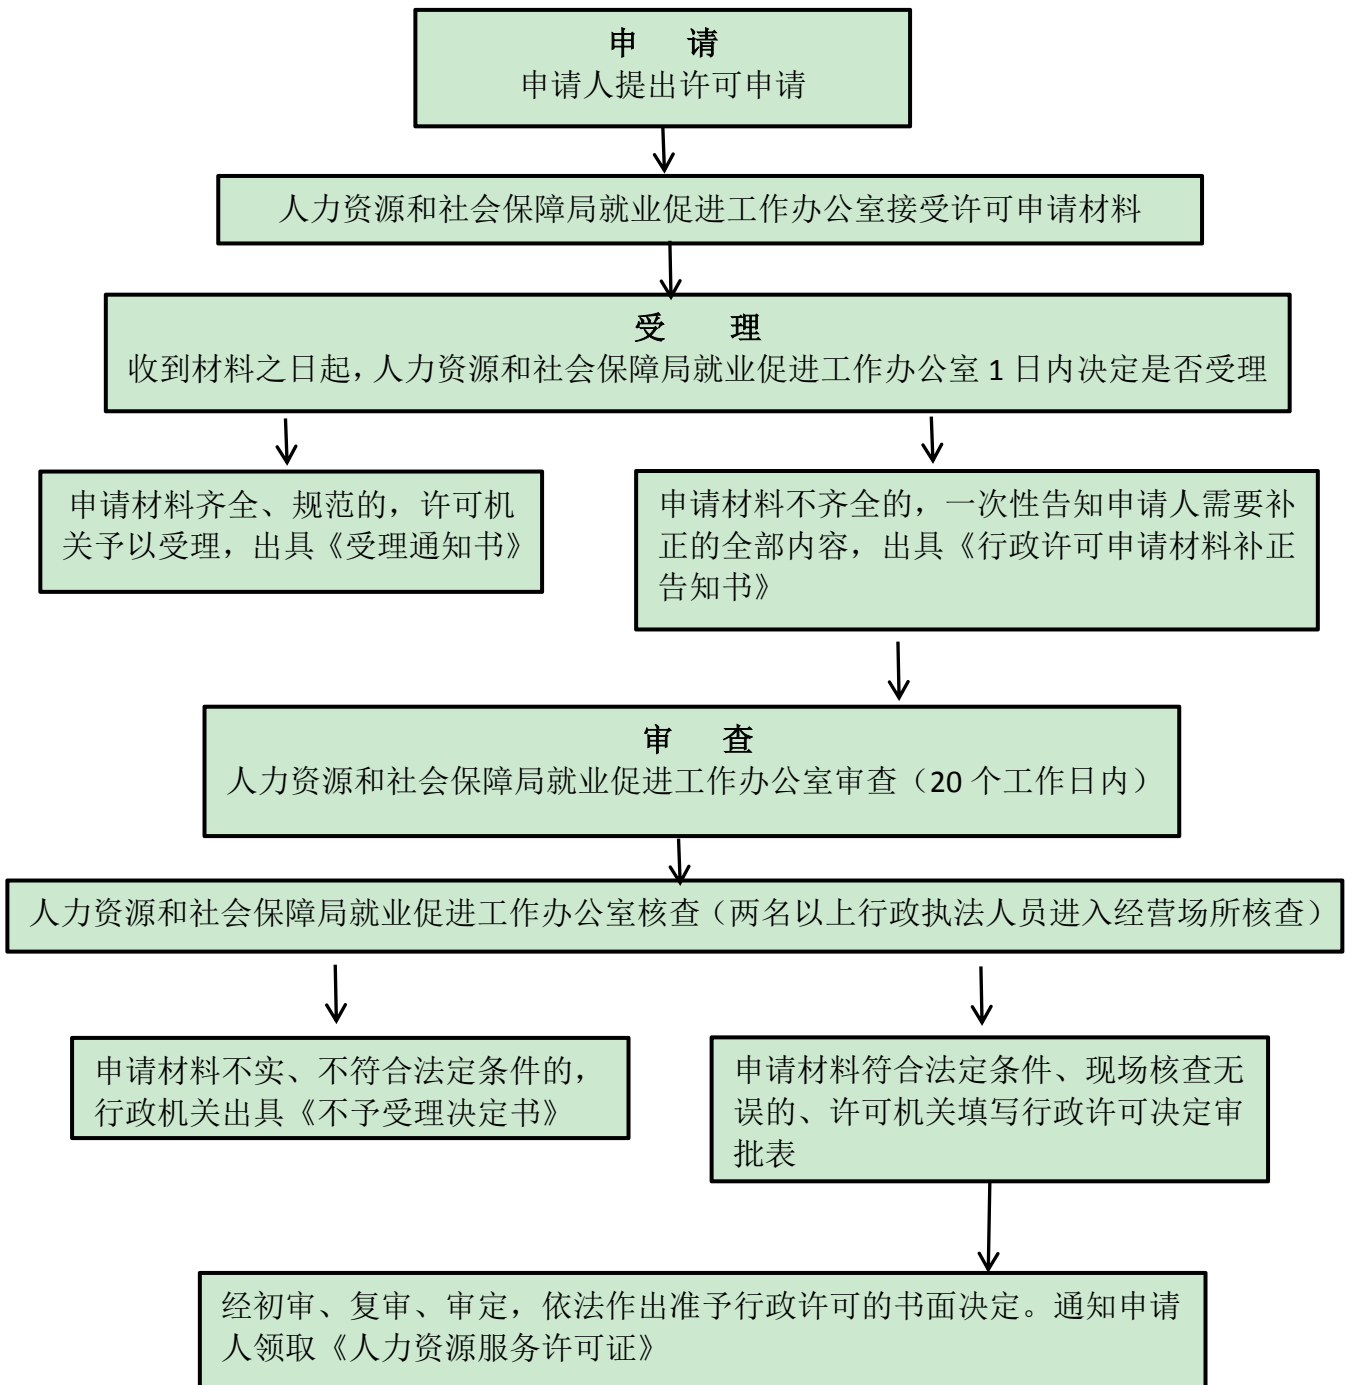 申 请
申请人提出许可申请
人力资源和社会保障局就业促进工作办公室接受许可申请材料
受 理
收到材料之日起，人力资源和社会保障局就业促进工作办公室 1 日内决定是否受理
申请材料齐全、规范的，许可机
关予以受理，出具《受理通知书》
申请材料不齐全的，一次性告知申请人需要补
正的全部内容，出具《行政许可申请材料补正
告知书》
审 查
人力资源和社会保障局就业促进工作办公室审查（20 个工作日内）
人力资源和社会保障局就业促进工作办公室核查（两名以上行政执法人员进入经营场所核查）
申请材料不实、不符合法定条件的，
行政机关出具《不予受理决定书》
申请材料符合法定条件、现场核查无
误的、许可机关填写行政许可决定审
批表
经初审、复审、审定，依法作出准予行政许可的书面决定。通知申请
人领取《人力资源服务许可证》